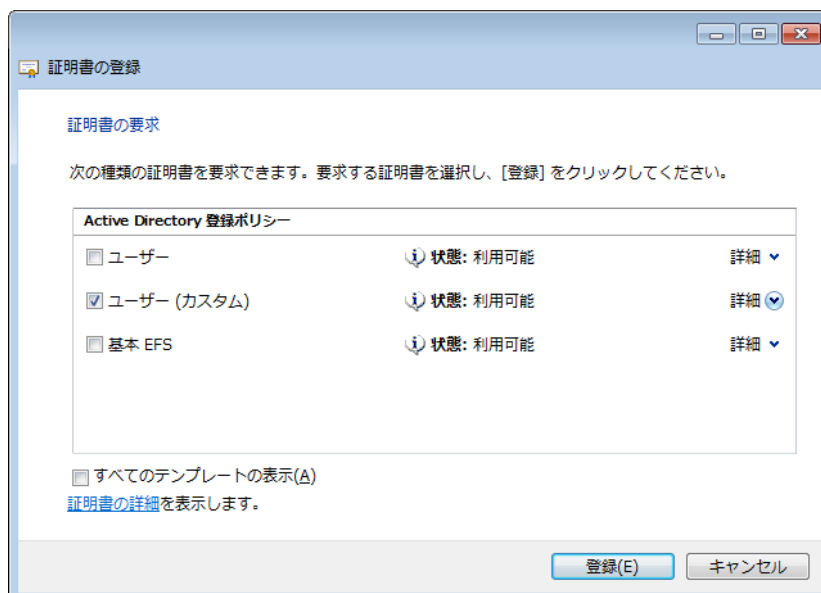 証明書の登録
証明書の要求
次の種類の証明書を要求できます。要求する証明書を選択し、[登録] をクリックしてください。
Active Directory 登録ポリシー
ユーザー 状態: 利用可能 詳細
ユーザー (カスタム) 状態: 利用可能 詳細
基本 EFS 状態: 利用可能 詳細
すべてのテンプレートの表示(A)
証明書の詳細を表示します。
登録(E) キャンセル